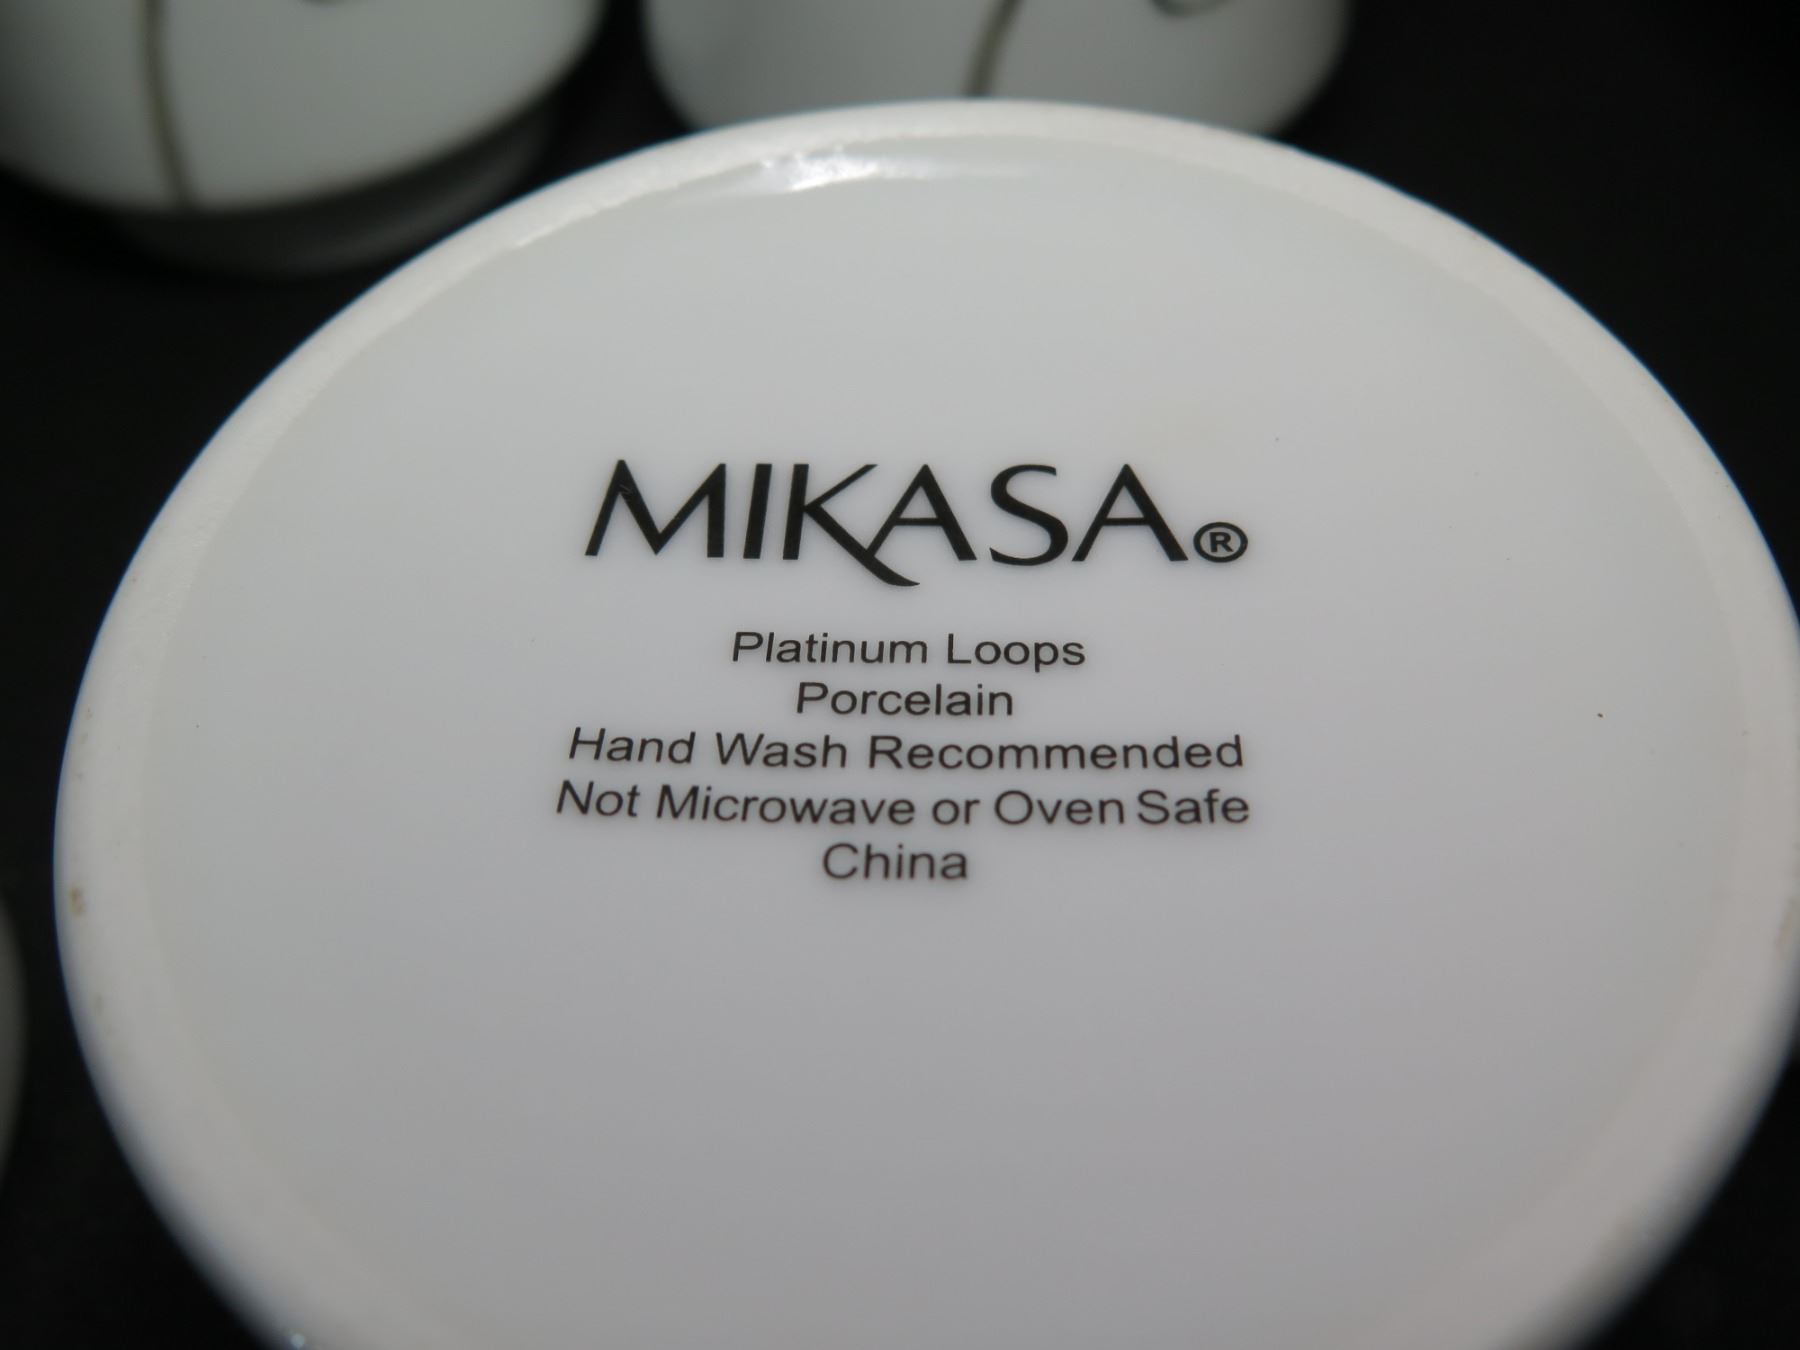 MIKASA®
Platinum Loops
Porcelain
Hand Wash Recommended
Not Microwave or Oven Safe
China